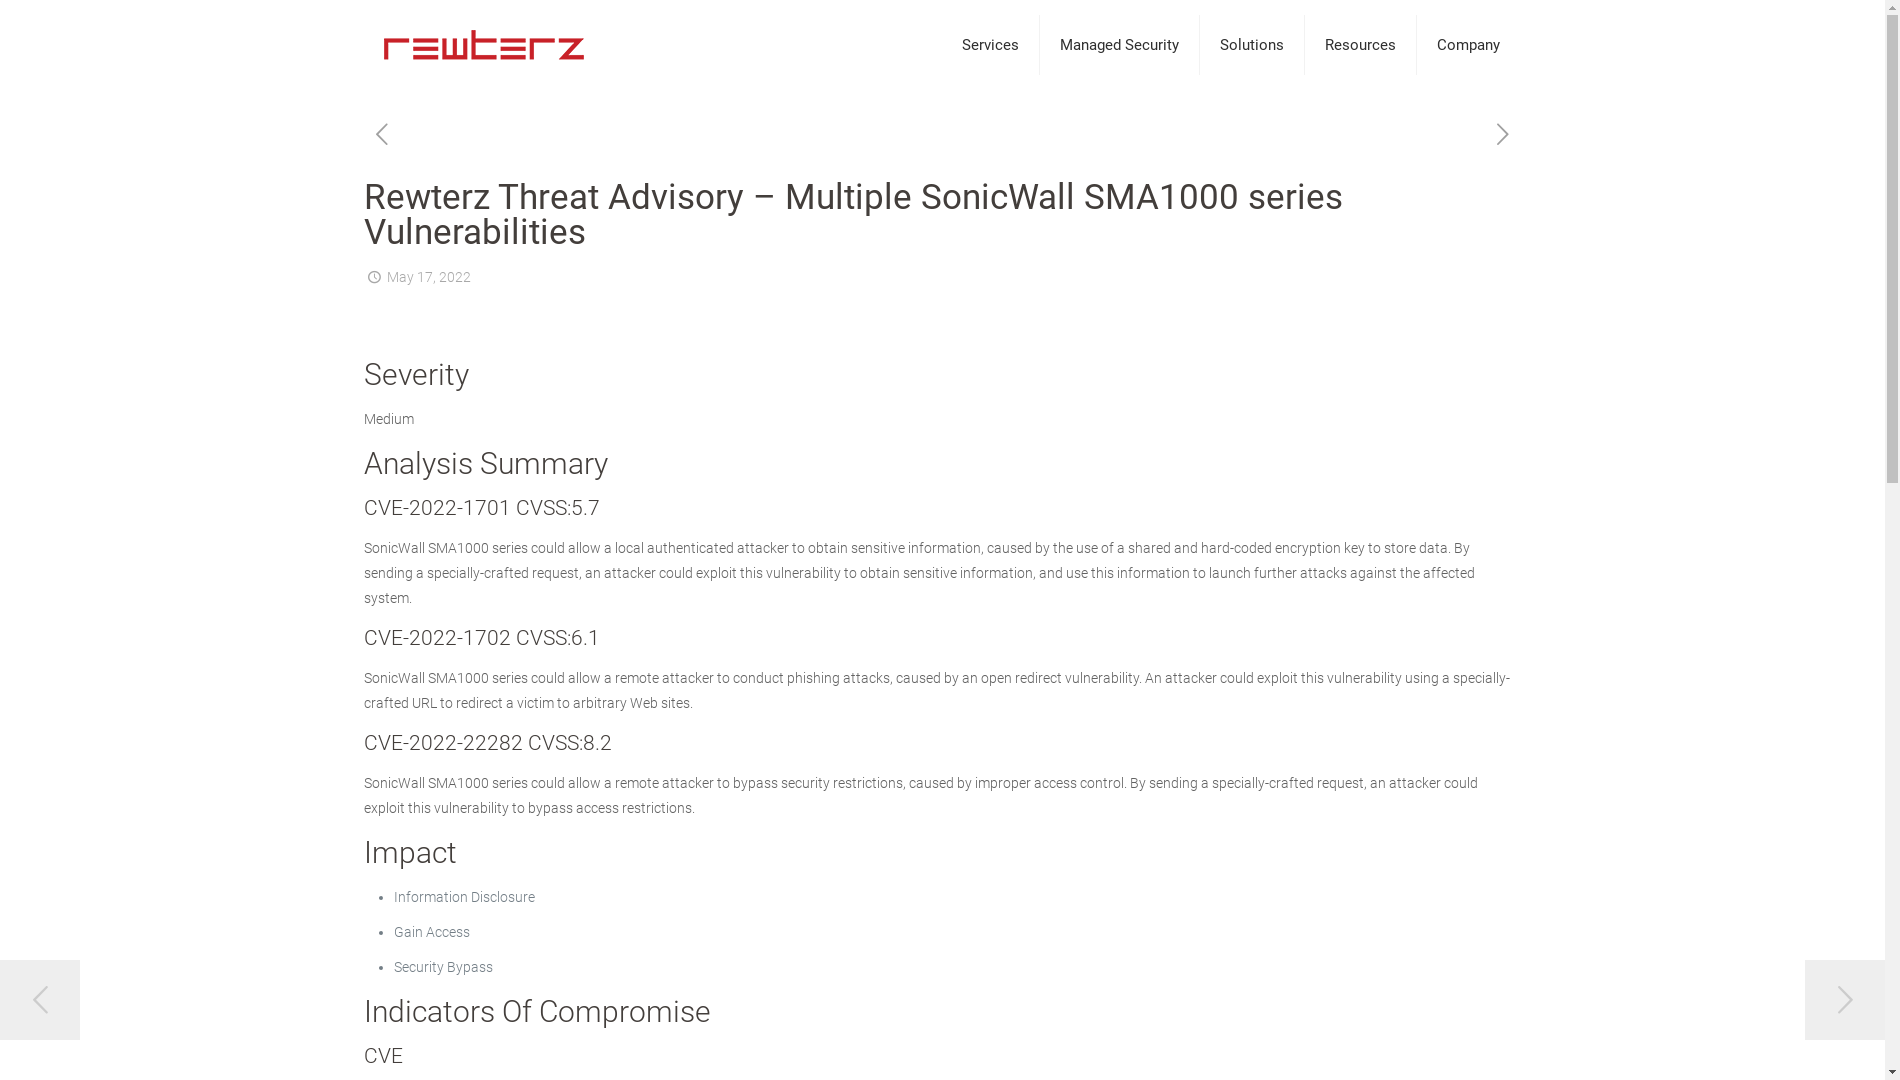 rewterz
Services
Managed Security
Solutions
Resources
Company
Rewterz Threat Advisory – Multiple SonicWall SMA1000 series
Vulnerabilities
May 17, 2022
Severity
Medium
Analysis Summary
CVE-2022-1701 CVSS:5.7
SonicWall SMA1000 series could allow a local authenticated attacker to obtain sensitive information, caused by the use of a shared and hard-coded encryption key to store data. By
sending a specially-crafted request, an attacker could exploit this vulnerability to obtain sensitive information, and use this information to launch further attacks against the affected
system.
CVE-2022-1702 CVSS:6.1
SonicWall SMA1000 series could allow a remote attacker to conduct phishing attacks, caused by an open redirect vulnerability. An attacker could exploit this vulnerability using a specially-
crafted URL to redirect a victim to arbitrary Web sites.
CVE-2022-22282 CVSS:8.2
SonicWall SMA1000 series could allow a remote attacker to bypass security restrictions, caused by improper access control. By sending a specially-crafted request, an attacker could
exploit this vulnerability to bypass access restrictions.
Impact
• Information Disclosure
• Gain Access
• Security Bypass
Indicators Of Compromise
CVE